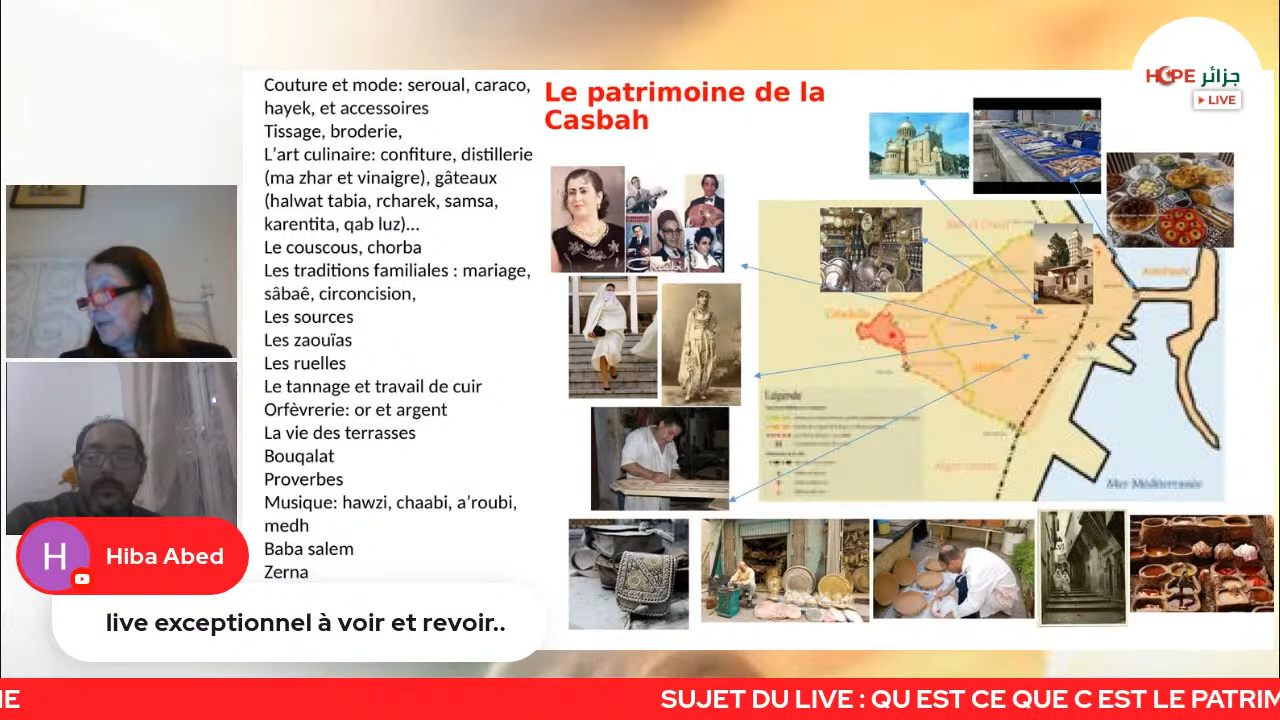 HOPE جزائر
LIVE
Le patrimoine de la
Casbah
Couture et mode: seroual, caraco,
hayek, et accessoires
Tissage, broderie,
L’art culinaire: confiture, distillerie
(ma zhar et vinaigre), gâteaux
(halwat tabia, rcharek, samsa,
karentita, qab luz)...
Le couscous, chorba
Les traditions familiales : mariage,
sâbaê, circoncision,
Les sources
Les zaouïas
Les ruelles
Le tannage et travail de cuir
Orfèvrerie: or et argent
La vie des terrasses
Bouqalat
Proverbes
Musique: hawzi, chaabi, a’roubi,
medh
Baba salem
Zerna
Citadelle
Légende
Mer Méditerranée
H
Hiba Abed
live exceptionnel à voir et revoir..
IE
SUJET DU LIVE : QU EST CE QUE C EST LE PATRIM